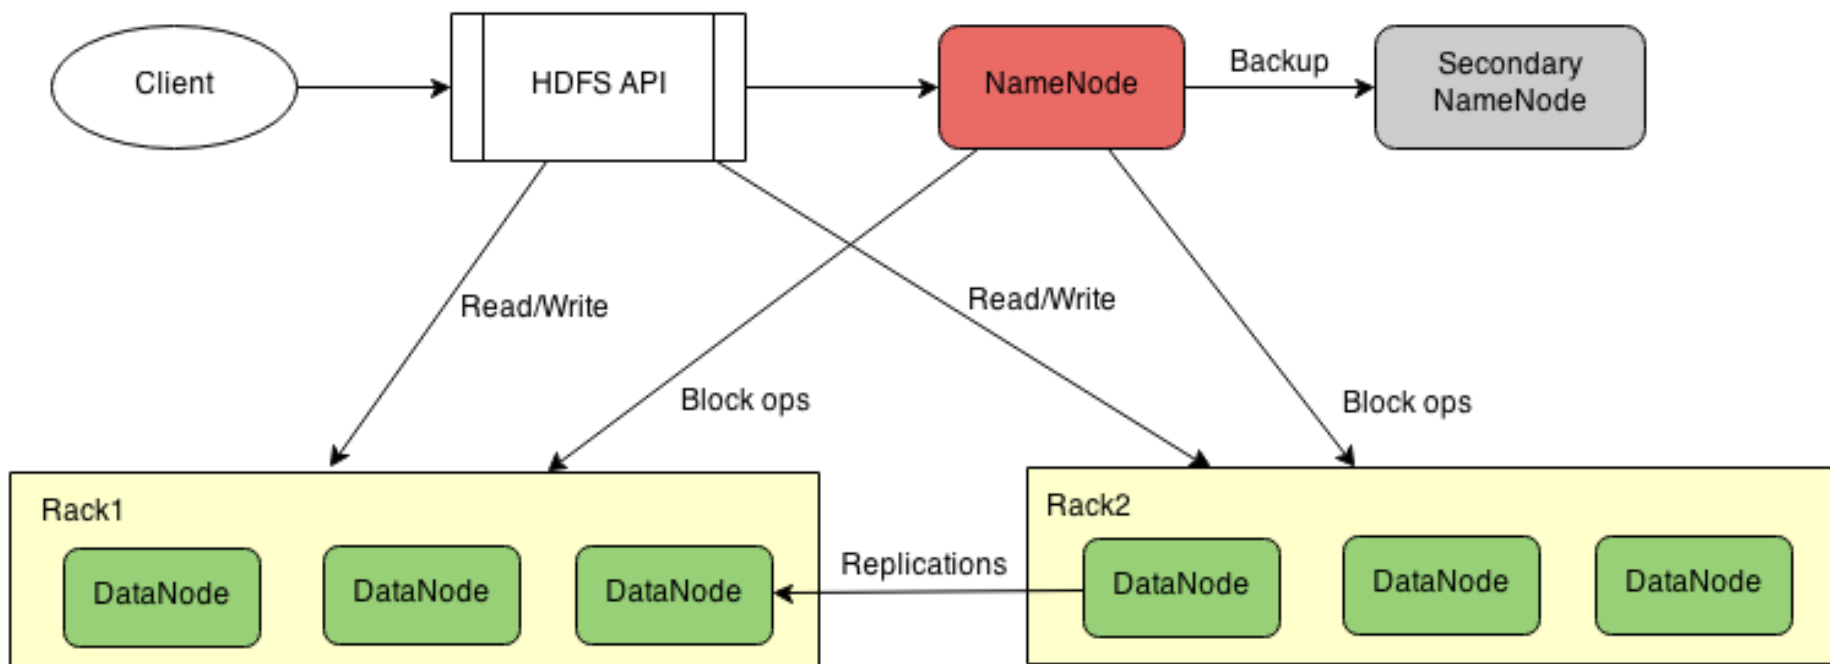 Client
HDFS API
NameNode
Backup
Secondary
NameNode
Read/Write
Read/Write
Block ops
Block ops
Rack1
Rack2
DataNode
DataNode
DataNode
Replications
DataNode
DataNode
DataNode